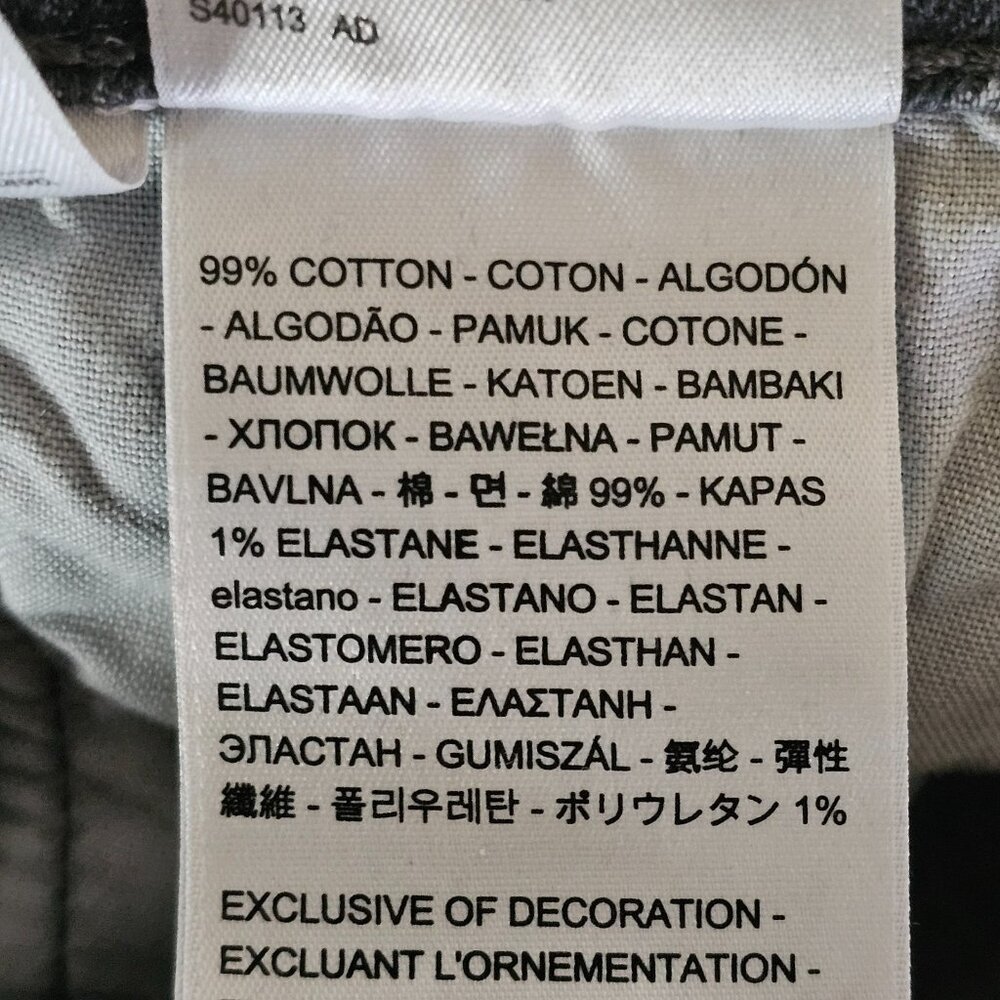 S40113 AD
99% COTTON - COTON - ALGODÓN
- ALGODÃO - PAMUK - COTONE -
BAUMWOLLE - KATOEN - BAMBAKI
- ХЛОПОК - BAWEŁNA - PAMUT -
BAVLNA - 棉 - 면 - 綿 99% - KAPAS
1% ELASTANE - ELASTHANNE -
elastano - ELASTANO - ELASTAN -
ELASTOMERO - ELASTHAN -
ELASTAAN - ΕΛΑΣΤΑΝΗ -
ЭЛАСТАН - GUMISZÁL - 氨纶 - 彈性
纖維 - 폴리우레탄 - ポリウレタン 1%
EXCLUSIVE OF DECORATION -
EXCLUANT L'ORNEMENTATION -